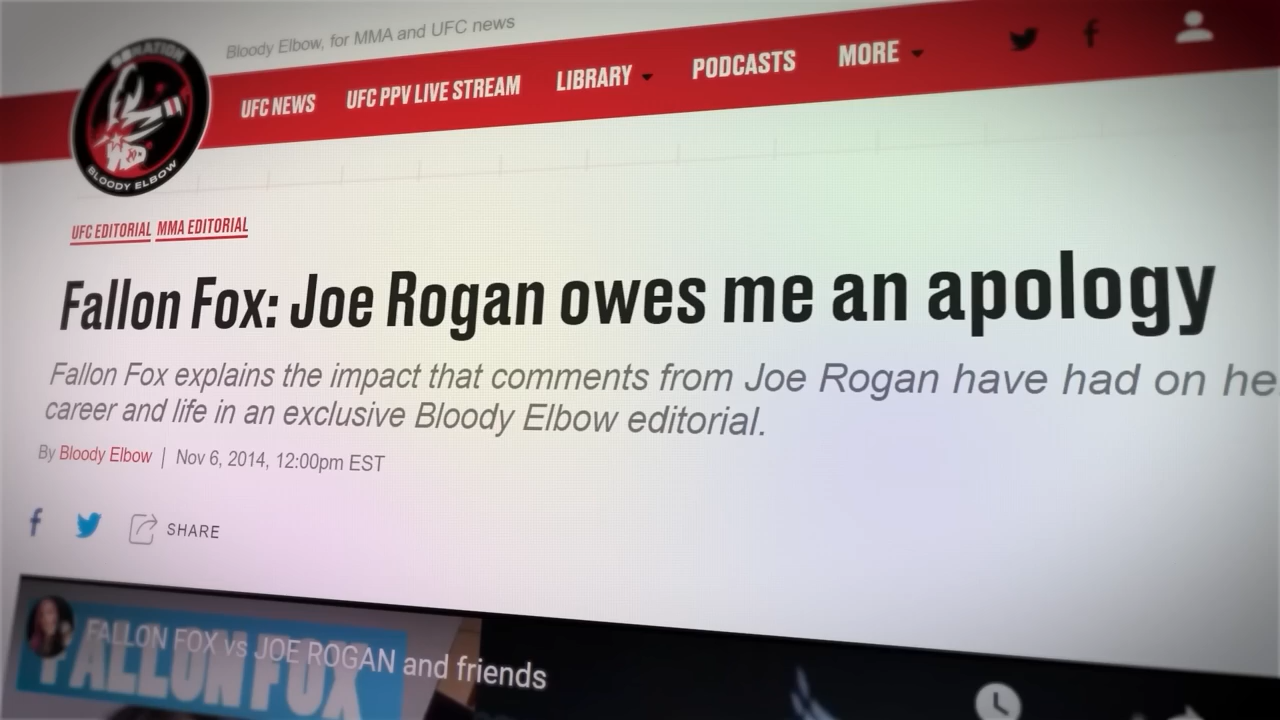 Bloody Elbow, for MMA and UFC news
SBNATION
BLOODY ELBOW
UFC NEWS UFC PPV LIVE STREAM LIBRARY PODCASTS MORE
UFC EDITORIAL MMA EDITORIAL
Fallon Fox: Joe Rogan owes me an apology
Fallon Fox explains the impact that comments from Joe Rogan have had on he
career and life in an exclusive Bloody Elbow editorial.
By Bloody Elbow | Nov 6, 2014, 12:00pm EST
SHARE
FALLON FOX vs JOE ROGAN and friends
FALLON FOX